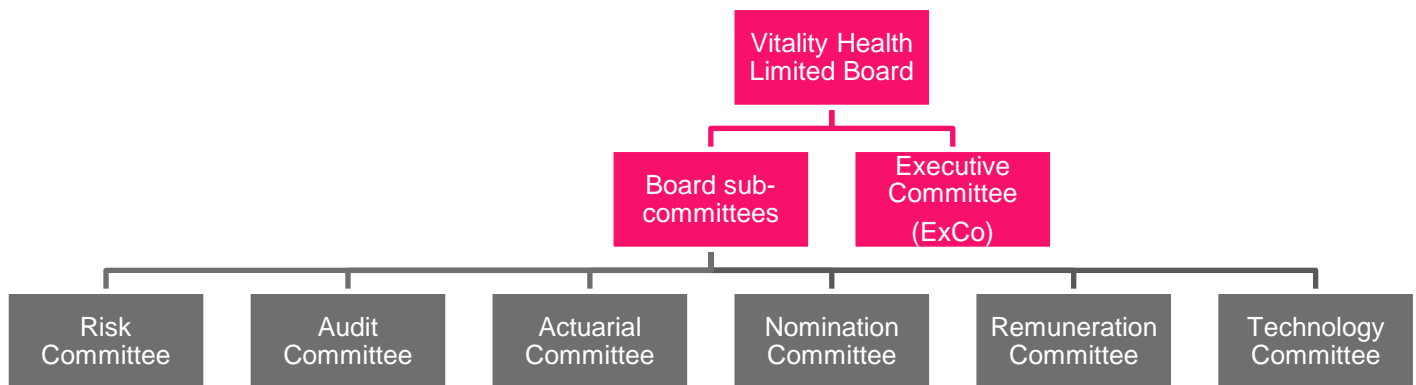 Vitality Health
Limited Board
Board sub-
committees
Executive
Committee
(ExCo)
Risk
Committee
Audit
Committee
Actuarial
Committee
Nomination
Committee
Remuneration
Committee
Technology
Committee